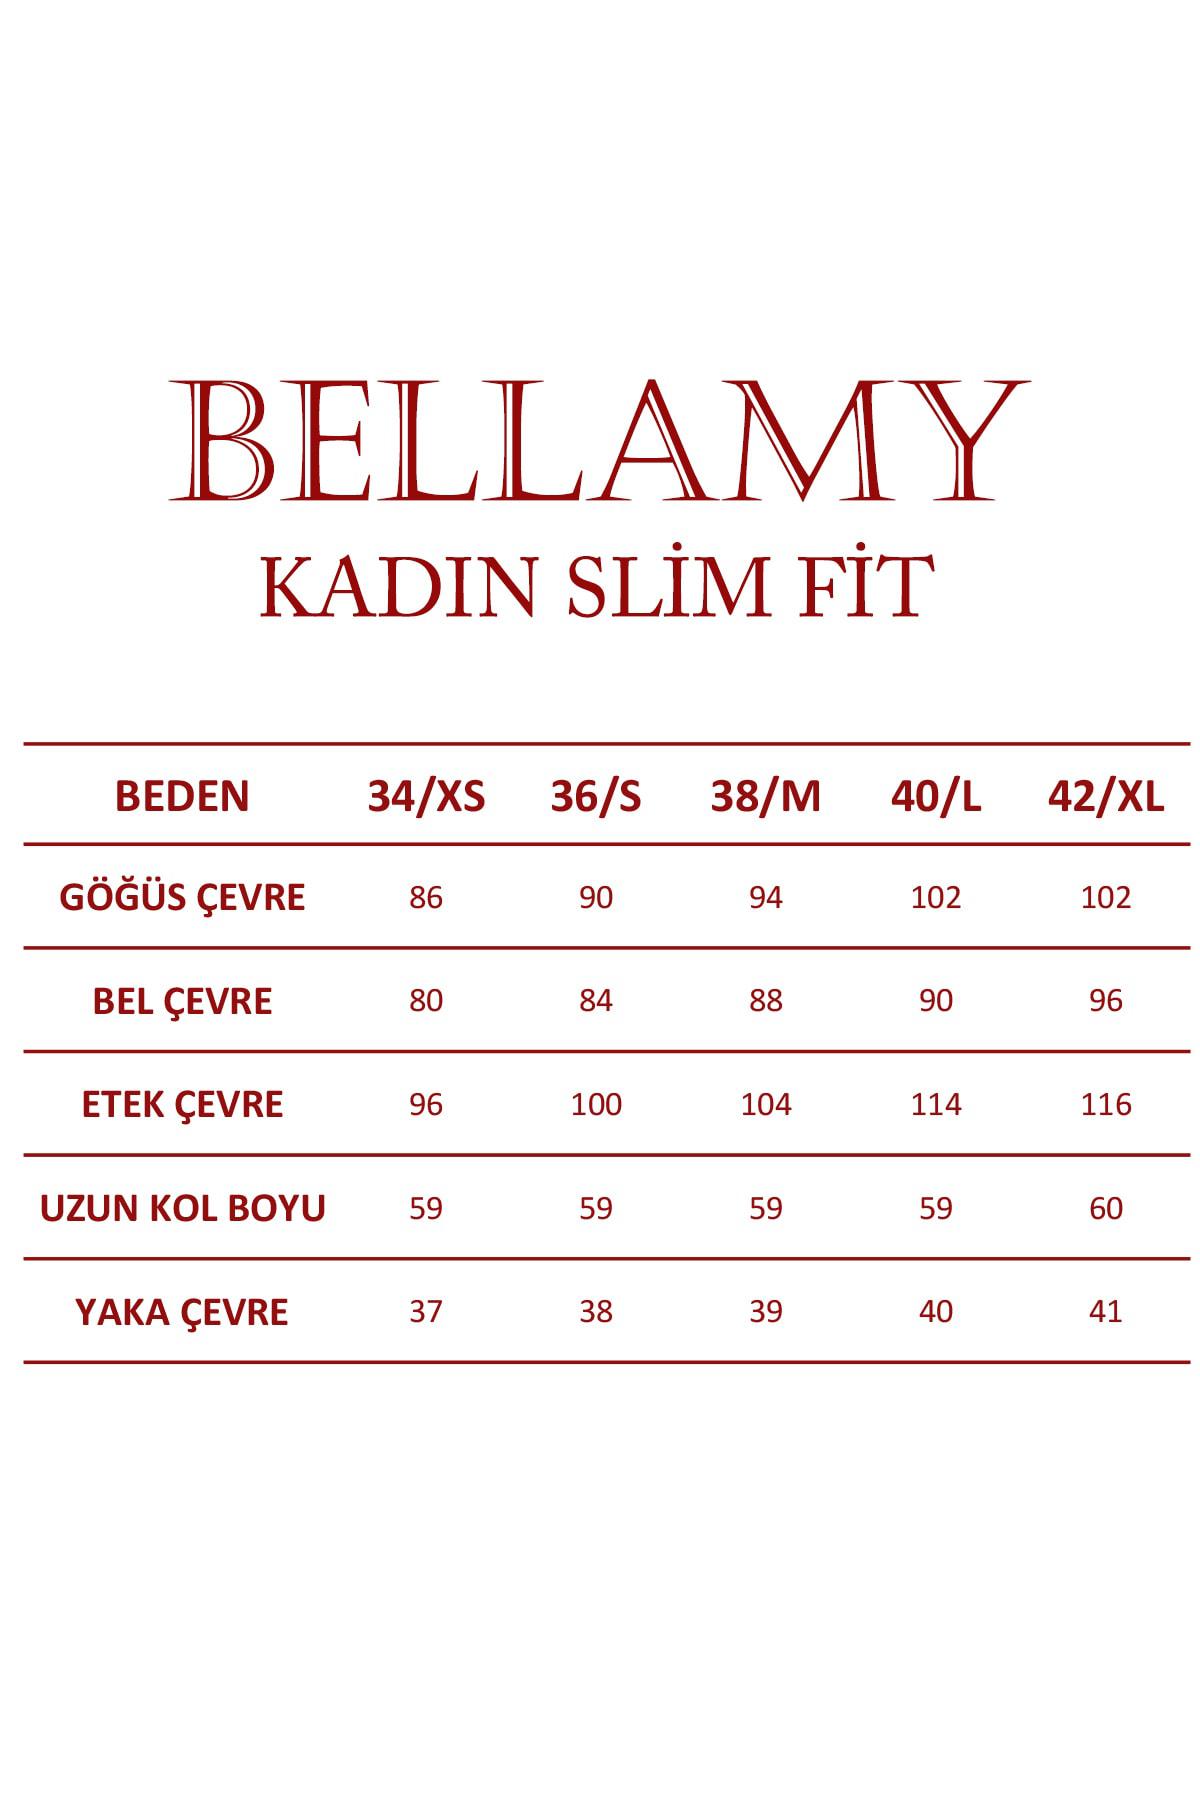 BELLAMY
KADIN SLİM FİT
BEDEN 34/XS 36/S 38/M 40/L 42/XL
GÖĞÜS ÇEVRE 86 90 94 102 102
BEL ÇEVRE 80 84 88 90 96
ETEK ÇEVRE 96 100 104 114 116
UZUN KOL BOYU 59 59 59 59 60
YAKA ÇEVRE 37 38 39 40 41